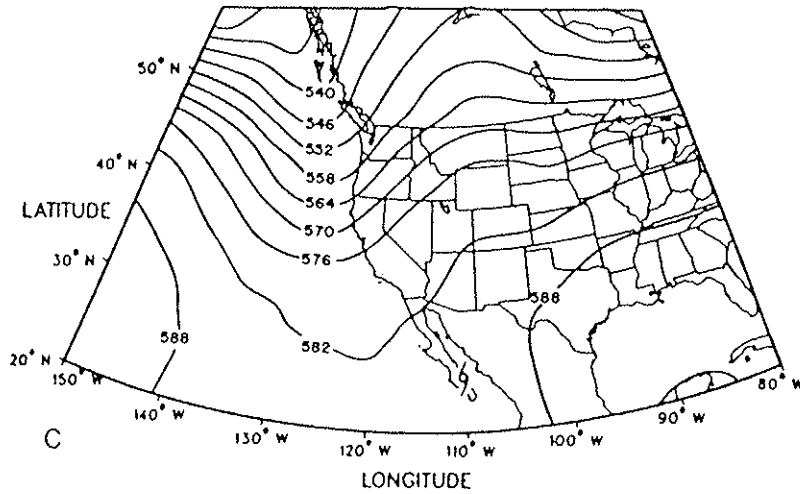 50° N
540
546
40° N
552
558
LATITUDE
564
570
30° N
576
588
588
582
20° N
150° W
80° W
140° W
90° W
C
130° W
100° W
120° W
110° W
LONGITUDE